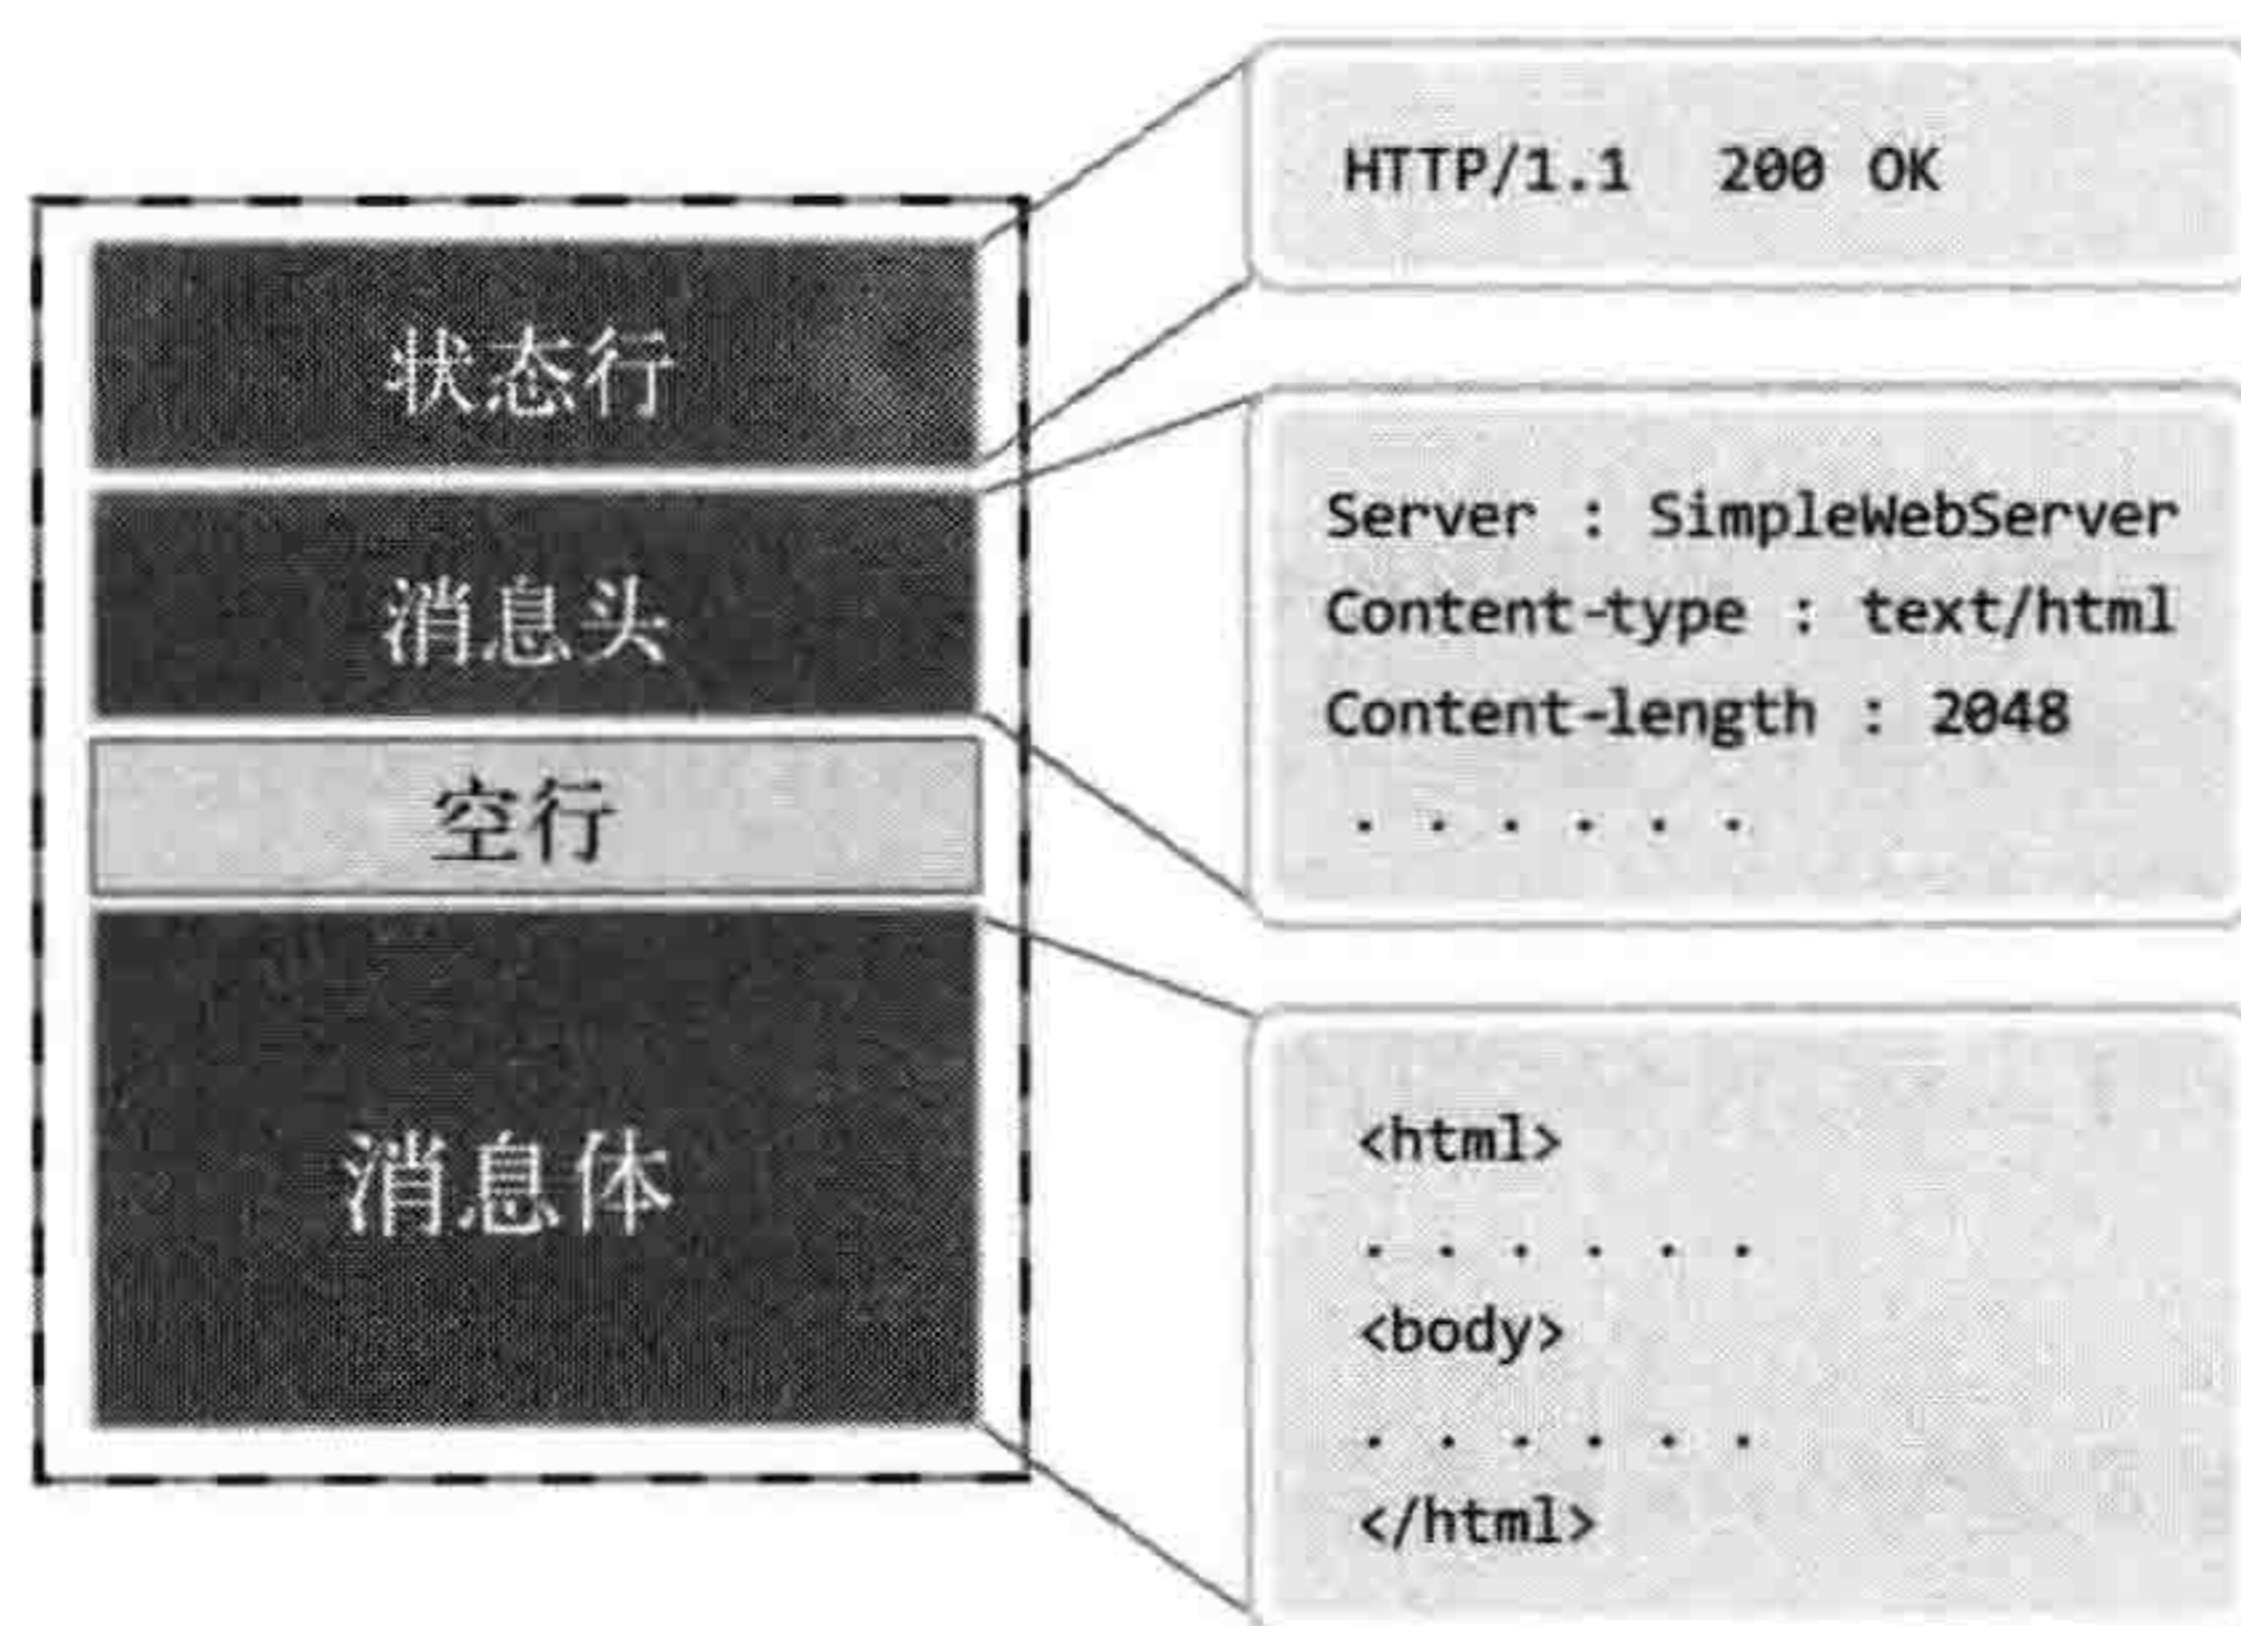 状态行
消息头
空行
消息体
HTTP/1.1 200 OK
Server : SimpleWebServer
Content-type : text/html
Content-length : 2048
. . . . . .
<html>
. . . . . .
<body>
. . . . . .
</html>